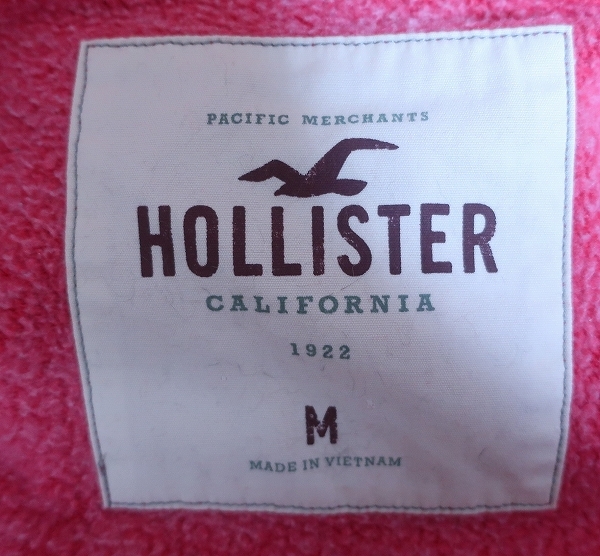 PACIFIC MERCHANTS
HOLLISTER
CALIFORNIA
1922
M
MADE IN VIETNAM